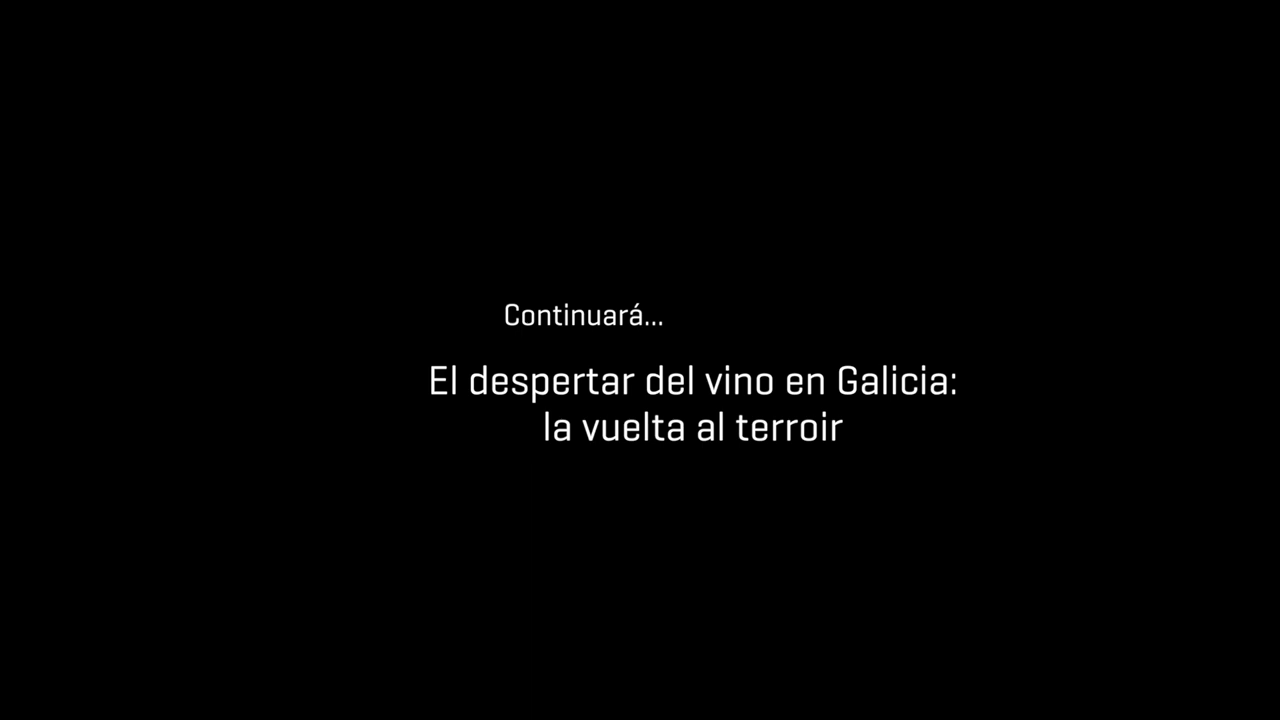 Continuará...
El despertar del vino en Galicia:
la vuelta al terroir